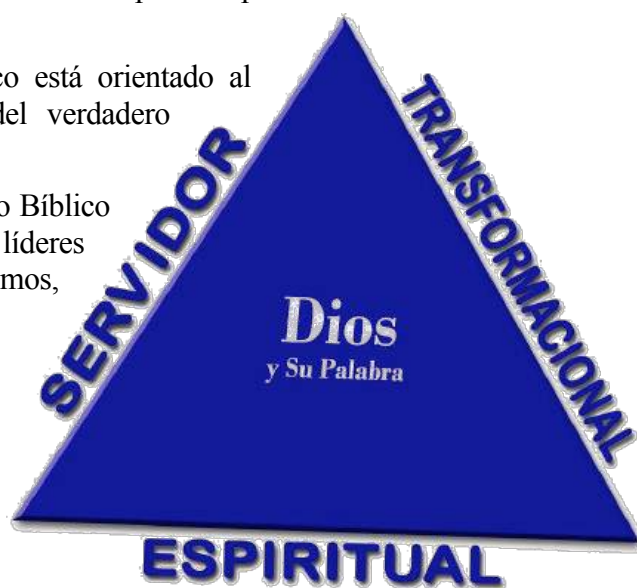 co está orientado al
del verdadero
o Bíblico
líderes
mos,
SERVIDOR
TRANSFORMACIONAL
Dios
y Su Palabra
ESPIRITUAL